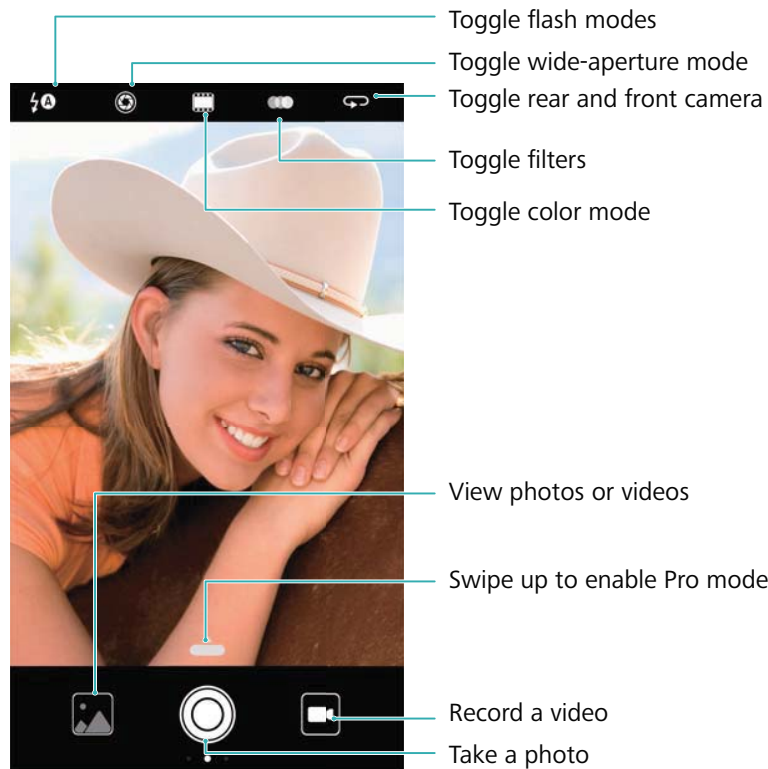 Toggle flash modes
Toggle wide-aperture mode
Toggle rear and front camera
Toggle filters
Toggle color mode
View photos or videos
Swipe up to enable Pro mode
Record a video
Take a photo